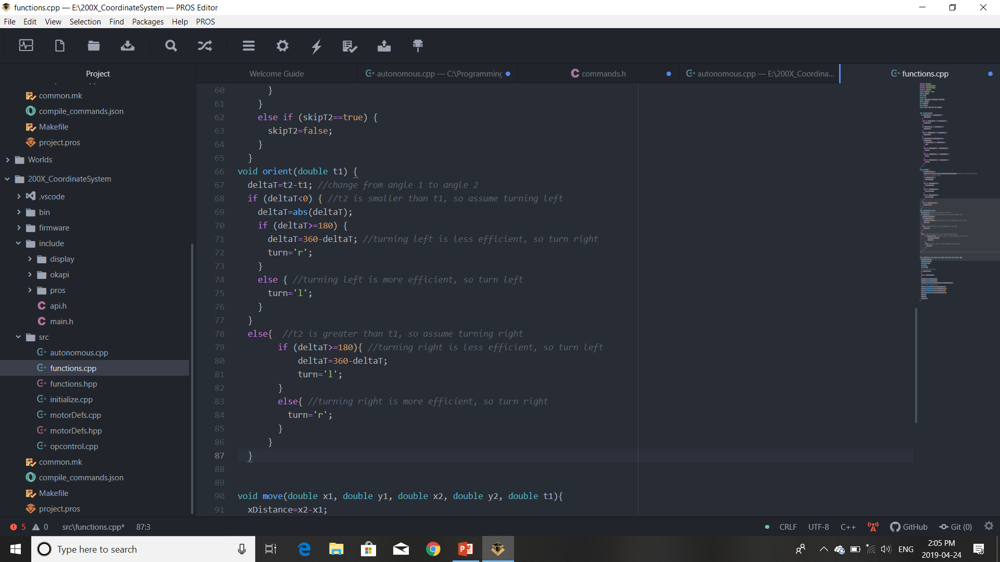 functions.cpp — E:\200X_CoordinateSystem — PROS Editor
File Edit View Selection Find Packages Help PROS
Project
Welcome Guide
autonomous.cpp — C:\Programming
commands.h
autonomous.cpp — E:\200X_Coordina...
functions.cpp
common.mk
compile_commands.json
Makefile
project.pros
Worlds
200X_CoordinateSystem
.vscode
bin
firmware
include
display
okapi
pros
api.h
main.h
src
autonomous.cpp
functions.cpp
functions.hpp
initialize.cpp
motorDefs.cpp
motorDefs.hpp
opcontrol.cpp
common.mk
compile_commands.json
Makefile
project.pros
60 }
61 }
62 else if (skipT2==true) {
63 skipT2=false;
64 }
65 }
66 void orient(double t1) {
67 deltaT=t2-t1; //change from angle 1 to angle 2
68 if (deltaT<0) { //t2 is smaller than t1, so assume turning left
69 deltaT=abs(deltaT);
70 if (deltaT>=180) {
71 deltaT=360-deltaT; //turning left is less efficient, so turn right
72 turn='r';
73 }
74 else { //turning left is more efficient, so turn left
75 turn='l';
76 }
77 }
78 else{ //t2 is greater than t1, so assume turning right
79 if (deltaT>=180){ //turning right is less efficient, so turn left
80 deltaT=360-deltaT;
81 turn='l';
82 }
83 else{ //turning right is more efficient, so turn right
84 turn='r';
85 }
86 }
87 }
88
89
90 void move(double x1, double y1, double x2, double y2, double t1){
91 xDistance=x2-x1;
5 0 src\functions.cpp* 87:3
CRLF UTF-8 C++ GitHub Git (0)
Type here to search
ENG
2:05 PM
2019-04-24